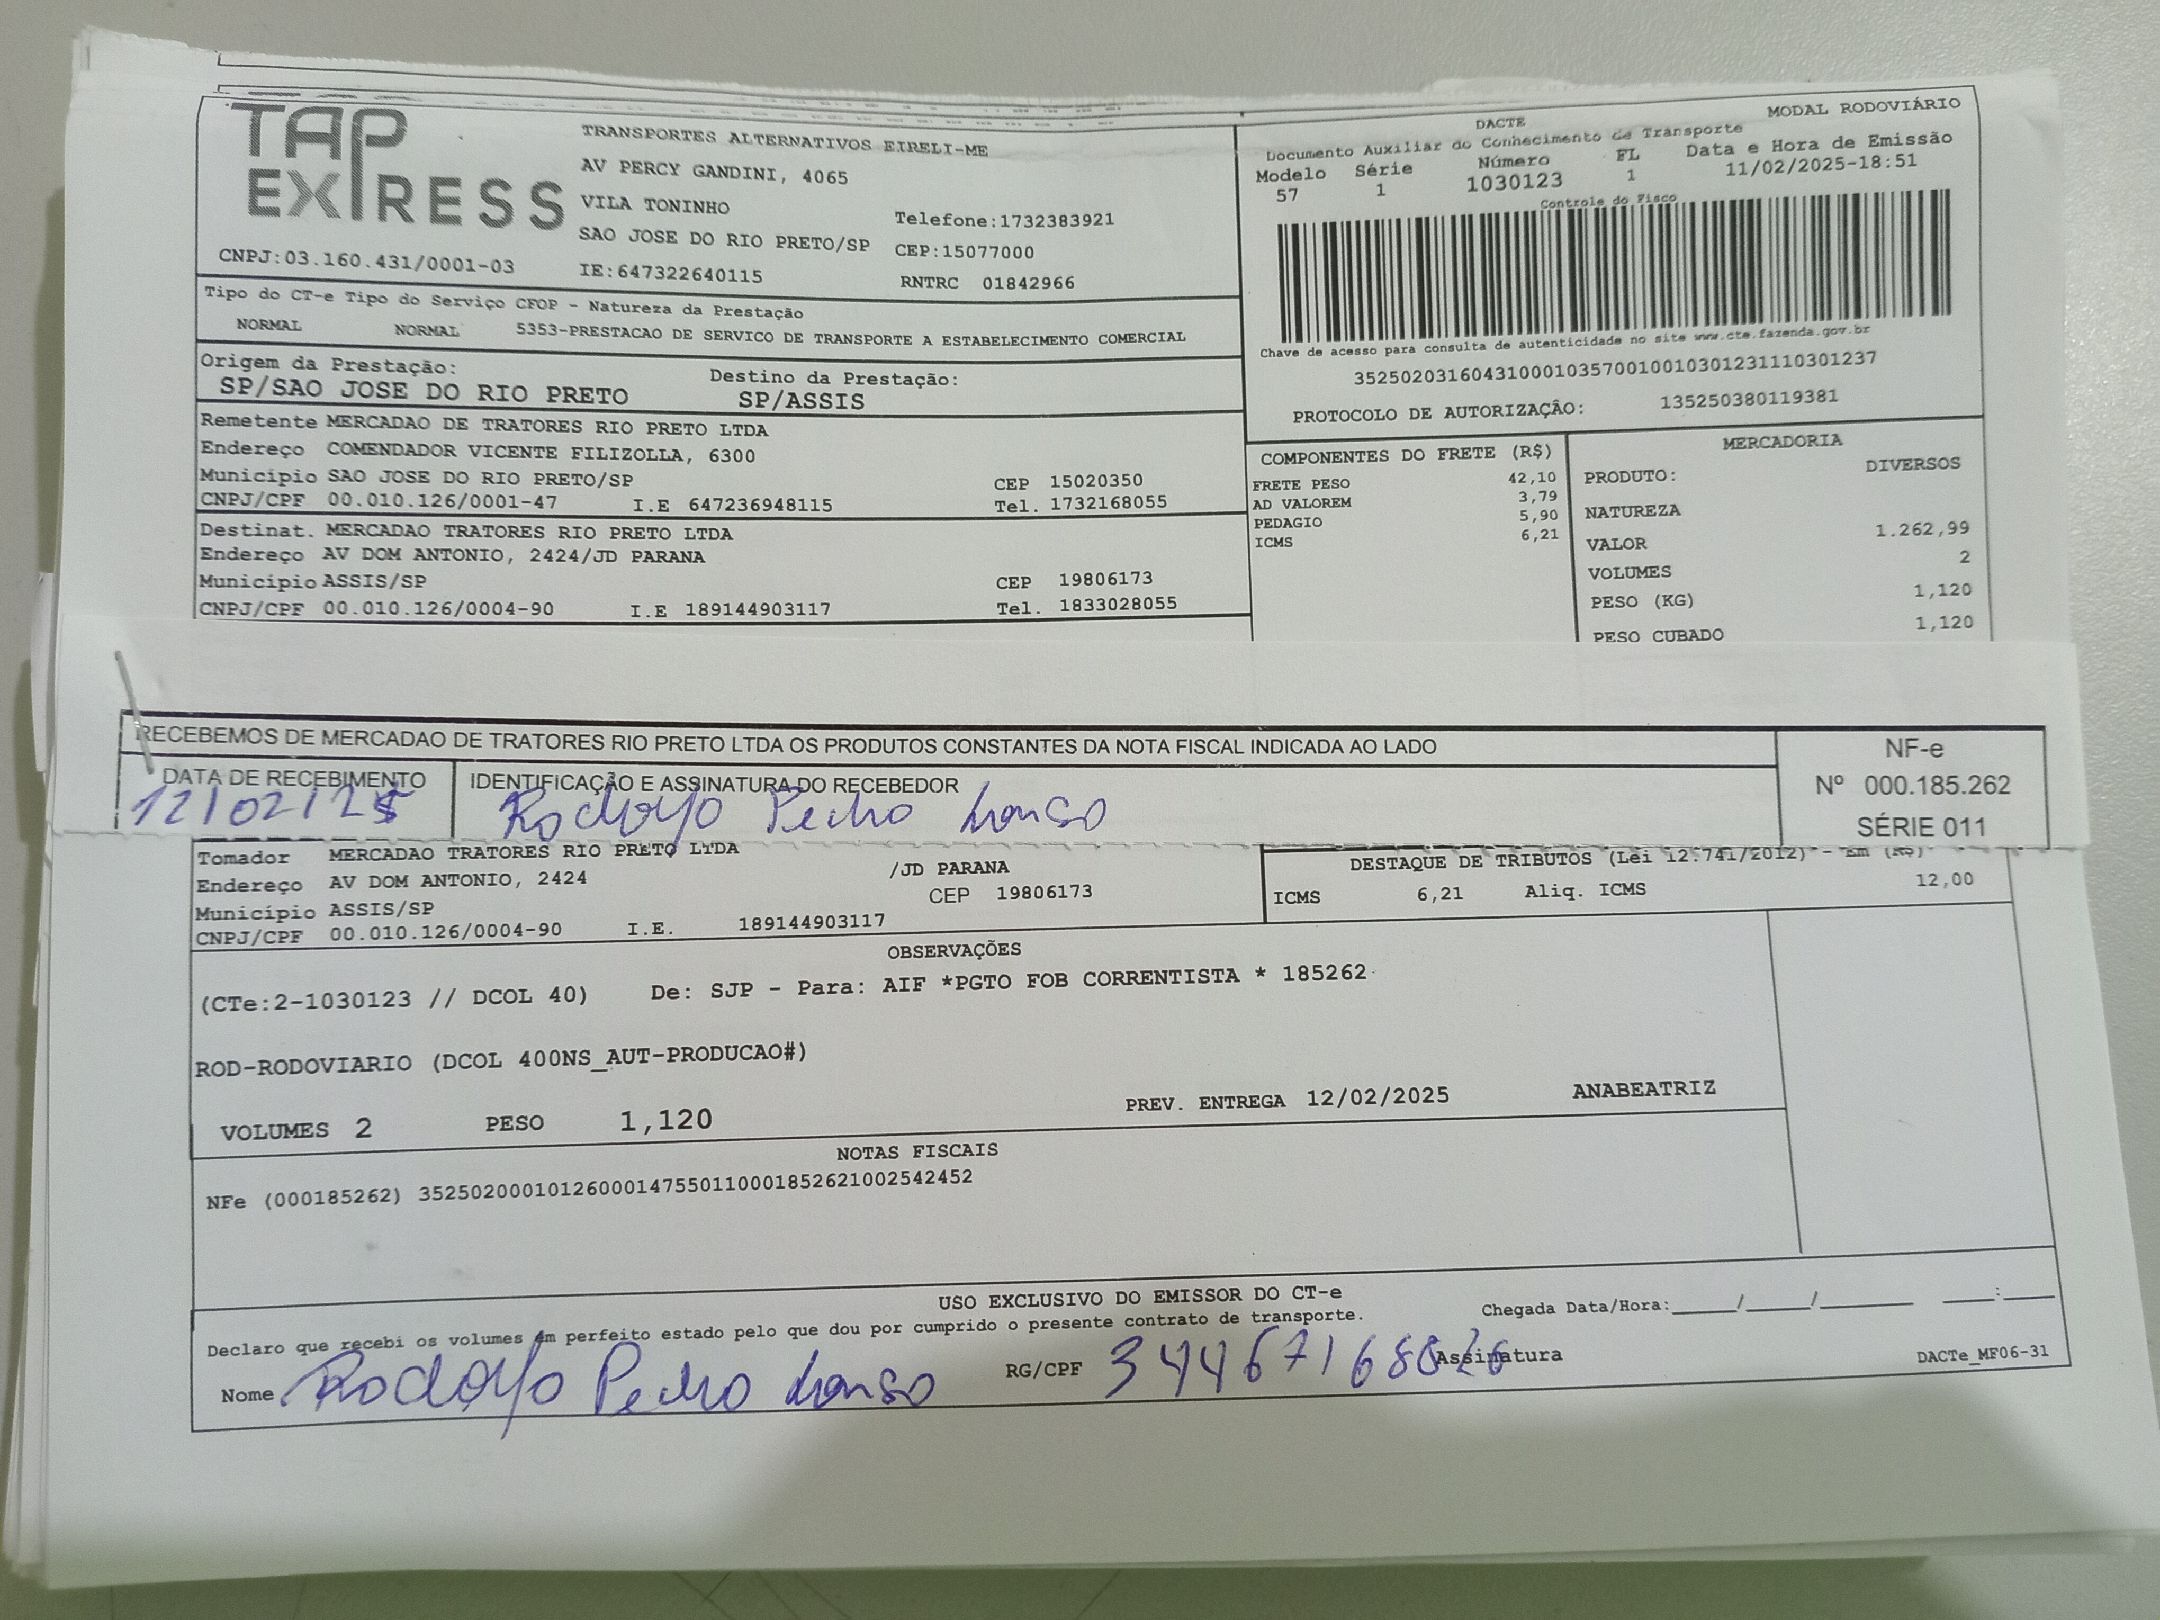 TAP EXPRESS
TRANSPORTES ALTERNATIVOS EIRELI-ME
AV PERCY GANDINI, 4065
VILA TONINHO
SAO JOSE DO RIO PRETO/SP
Telefone:1732383921
CEP:15077000
CNPJ:03.160.431/0001-03 IE:647322640115 RNTRC 01842966
MODAL RODOVIÁRIO
DACTE
Documento Auxiliar do Conhecimento de Transporte
Modelo Série Número FL Data e Hora de Emissão
57 1 1030123 1 11/02/2025-18:51
Controle do Fisco
Chave de acesso para consulta de autenticidade no site www.cte.fazenda.gov.br
35250203160431000103570010010301231110301237
PROTOCOLO DE AUTORIZAÇÃO: 135250380119381
Tipo do CT-e Tipo do Serviço CFOP - Natureza da Prestação
NORMAL NORMAL 5353-PRESTACAO DE SERVICO DE TRANSPORTE A ESTABELECIMENTO COMERCIAL
Origem da Prestação: Destino da Prestação:
SP/SAO JOSE DO RIO PRETO SP/ASSIS
Remetente MERCADAO DE TRATORES RIO PRETO LTDA
Endereço COMENDADOR VICENTE FILIZOLLA, 6300
Município SAO JOSE DO RIO PRETO/SP CEP 15020350
CNPJ/CPF 00.010.126/0001-47 I.E 647236948115 Tel. 1732168055
Destinat. MERCADAO TRATORES RIO PRETO LTDA
Endereço AV DOM ANTONIO, 2424/JD PARANA
Município ASSIS/SP CEP 19806173
CNPJ/CPF 00.010.126/0004-90 I.E 189144903117 Tel. 1833028055
COMPONENTES DO FRETE (R$)
FRETE PESO 42,10
AD VALOREM 3,79
PEDAGIO 5,90
ICMS 6,21
MERCADORIA
PRODUTO: DIVERSOS
NATUREZA
VALOR 1.262,99
VOLUMES 2
PESO (KG) 1,120
PESO CUBADO 1,120
RECEBEMOS DE MERCADAO DE TRATORES RIO PRETO LTDA OS PRODUTOS CONSTANTES DA NOTA FISCAL INDICADA AO LADO
DATA DE RECEBIMENTO IDENTIFICAÇÃO E ASSINATURA DO RECEBEDOR
12/02/25 Rodolfo Pedro
NF-e
Nº 000.185.262
SÉRIE 011
Tomador MERCADAO TRATORES RIO PRETO LTDA
Endereço AV DOM ANTONIO, 2424 /JD PARANA
Município ASSIS/SP CEP 19806173
CNPJ/CPF 00.010.126/0004-90 I.E. 189144903117
DESTAQUE DE TRIBUTOS (Lei 12.741/2012) - Em (R$)
ICMS 6,21 Aliq. ICMS 12,00
OBSERVAÇÕES
(CTe:2-1030123 // DCOL 40) De: SJP - Para: AIF *PGTO FOB CORRENTISTA * 185262
ROD-RODOVIARIO (DCOL 400NS_AUT-PRODUCAO#)
VOLUMES 2 PESO 1,120 PREV. ENTREGA 12/02/2025 ANABEATRIZ
NOTAS FISCAIS
NFe (000185262) 35250200010126000147550110001852621002542452
USO EXCLUSIVO DO EMISSOR DO CT-e
Declaro que recebi os volumes em perfeito estado pelo que dou por cumprido o presente contrato de transporte.
Chegada Data/Hora:____/____/______ ___:___
Nome Rodolfo Pedro RG/CPF 34467168826 Assinatura
DACTe_MF06-31